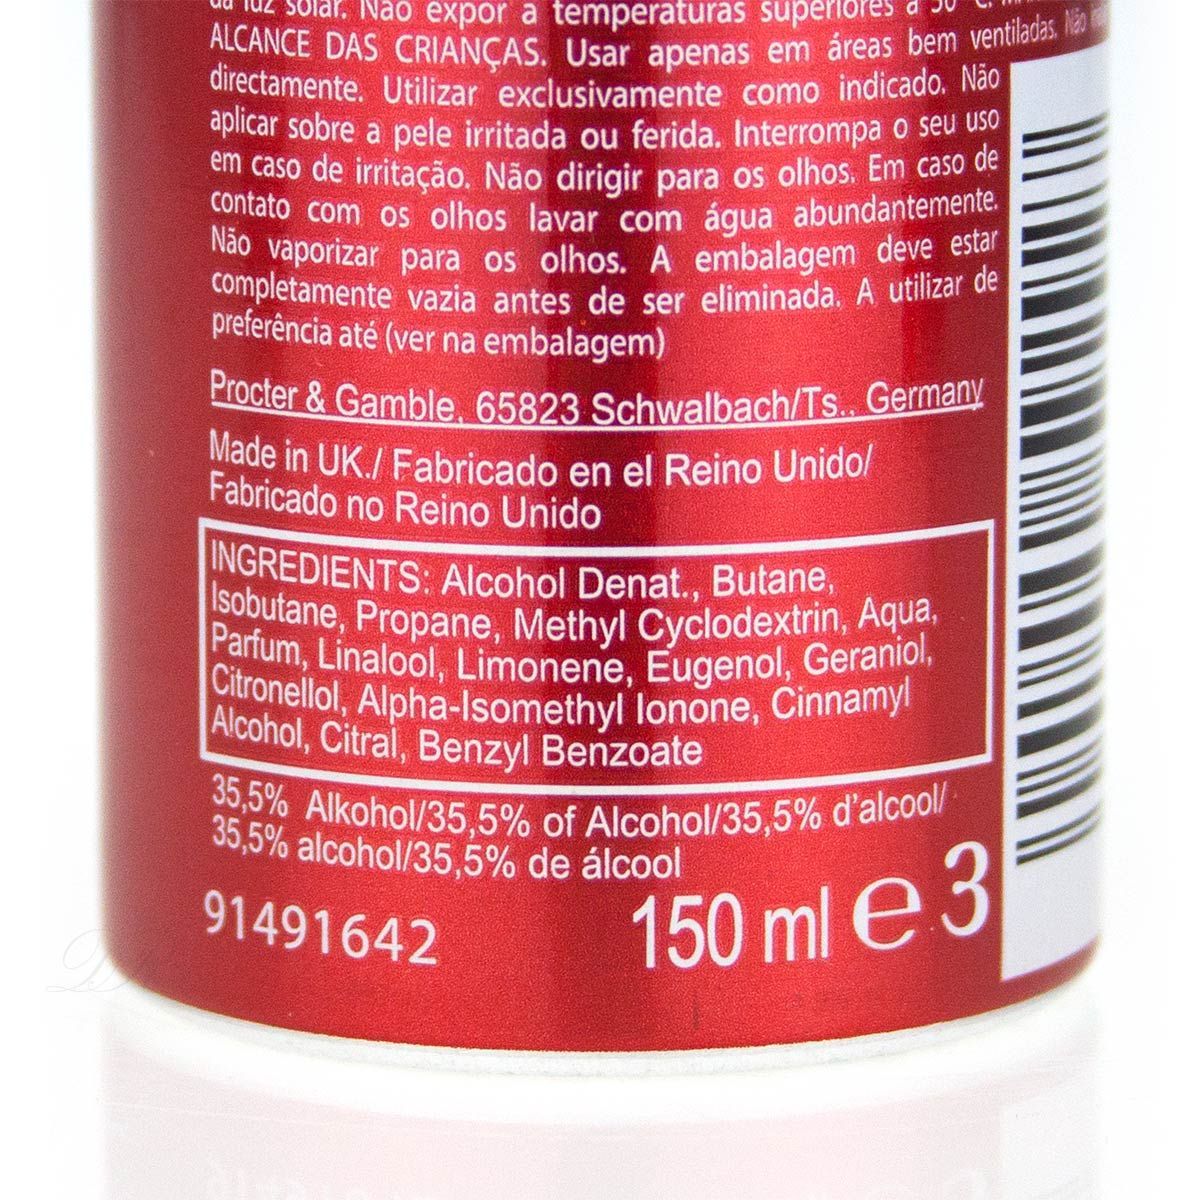 da luz solar. Não expor a temperaturas superiores a 50°C.
ALCANCE DAS CRIANÇAS. Usar apenas em áreas bem ventiladas. Não
directamente. Utilizar exclusivamente como indicado. Não
aplicar sobre a pele irritada ou ferida. Interrompa o seu uso
em caso de irritação. Não dirigir para os olhos. Em caso de
contato com os olhos lavar com água abundantemente.
Não vaporizar para os olhos. A embalagem deve estar
completamente vazia antes de ser eliminada. A utilizar de
preferência até (ver na embalagem)
Procter & Gamble, 65823 Schwalbach/Ts., Germany
Made in UK./ Fabricado en el Reino Unido/
Fabricado no Reino Unido
INGREDIENTS: Alcohol Denat., Butane,
Isobutane, Propane, Methyl Cyclodextrin, Aqua,
Parfum, Linalool, Limonene, Eugenol, Geraniol,
Citronellol, Alpha-Isomethyl Ionone, Cinnamyl
Alcohol, Citral, Benzyl Benzoate
35,5% Alkohol/35,5% of Alcohol/35,5% d'alcool/
35,5% alcohol/35,5% de álcool
91491642 150 ml e 3